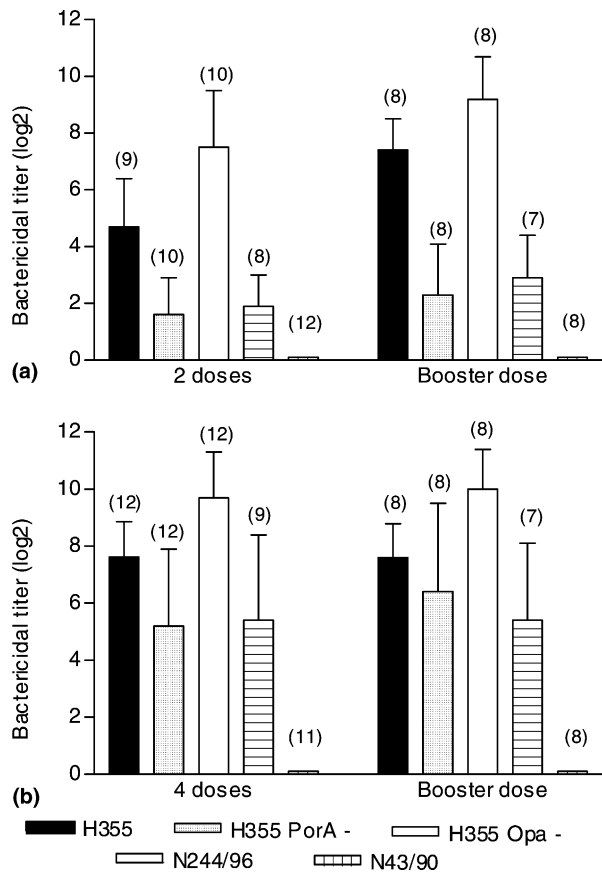 12
10
8
6
4
2
0
Bactericidal titer (log2)
(9)
(10)
(10)
(8)
(12)
(8)
(8)
(8)
(7)
(8)
(a)
2 doses
Booster dose
12
10
8
6
4
2
0
Bactericidal titer (log2)
(12)
(12)
(12)
(9)
(11)
(8)
(8)
(8)
(7)
(8)
(b)
4 doses
Booster dose
H355
H355 PorA -
H355 Opa -
N244/96
N43/90